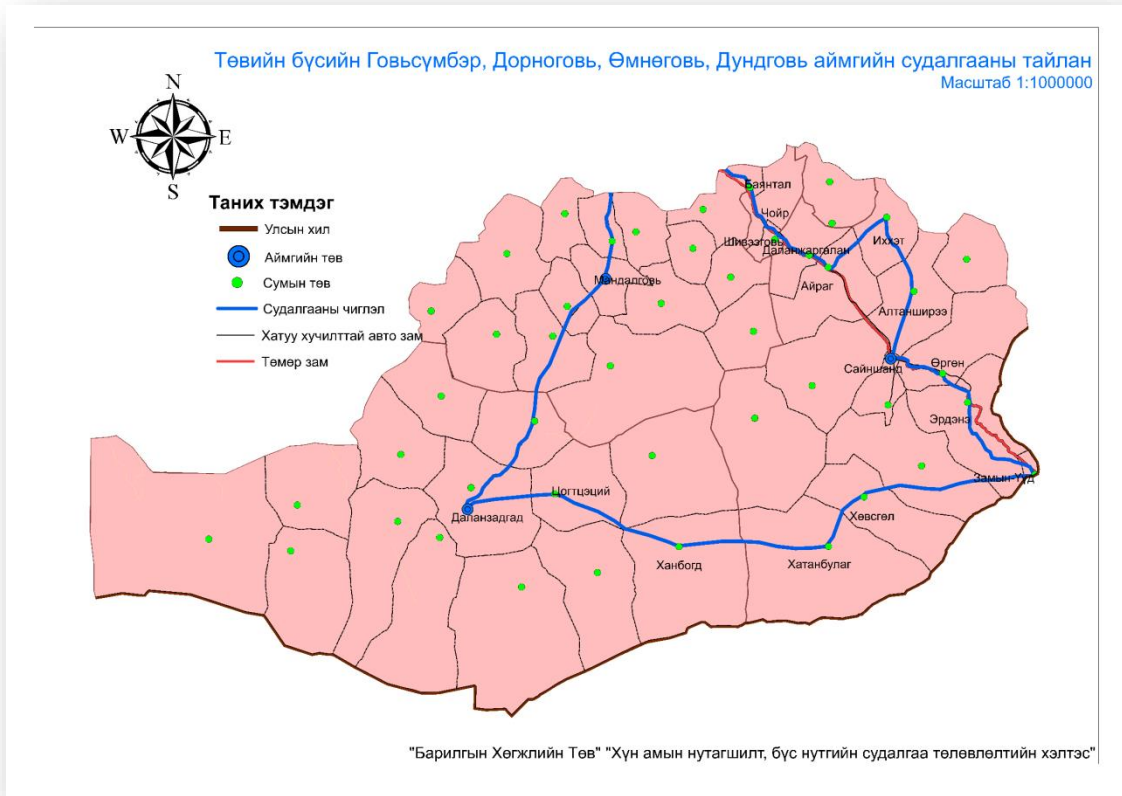 Төвийн бүсийн Говьсүмбэр, Дорноговь, Өмнөговь, Дундговь аймгийн судалгааны тайлан
Масштаб 1:1000000
N
W E
S
Таних тэмдэг
Улсын хил
Аймгийн төв
Сумын төв
Судалгааны чиглэл
Хатуу хучилттай авто зам
Төмөр зам
Баянтал
Чойр
Шивээговь
Даланжаргалан
Иххэт
Айраг
Мандалговь
Алтанширээ
Сайншанд
Өргөн
Эрдэнэ
Замын-Үүд
Цогтцэций
Даланзадгад
Хөвсгөл
Ханбогд
Хатанбулаг
"Барилгын Хөгжлийн Төв" "Хүн амын нутагшилт, бүс нутгийн судалгаа төлөвлөлтийн хэлтэс"